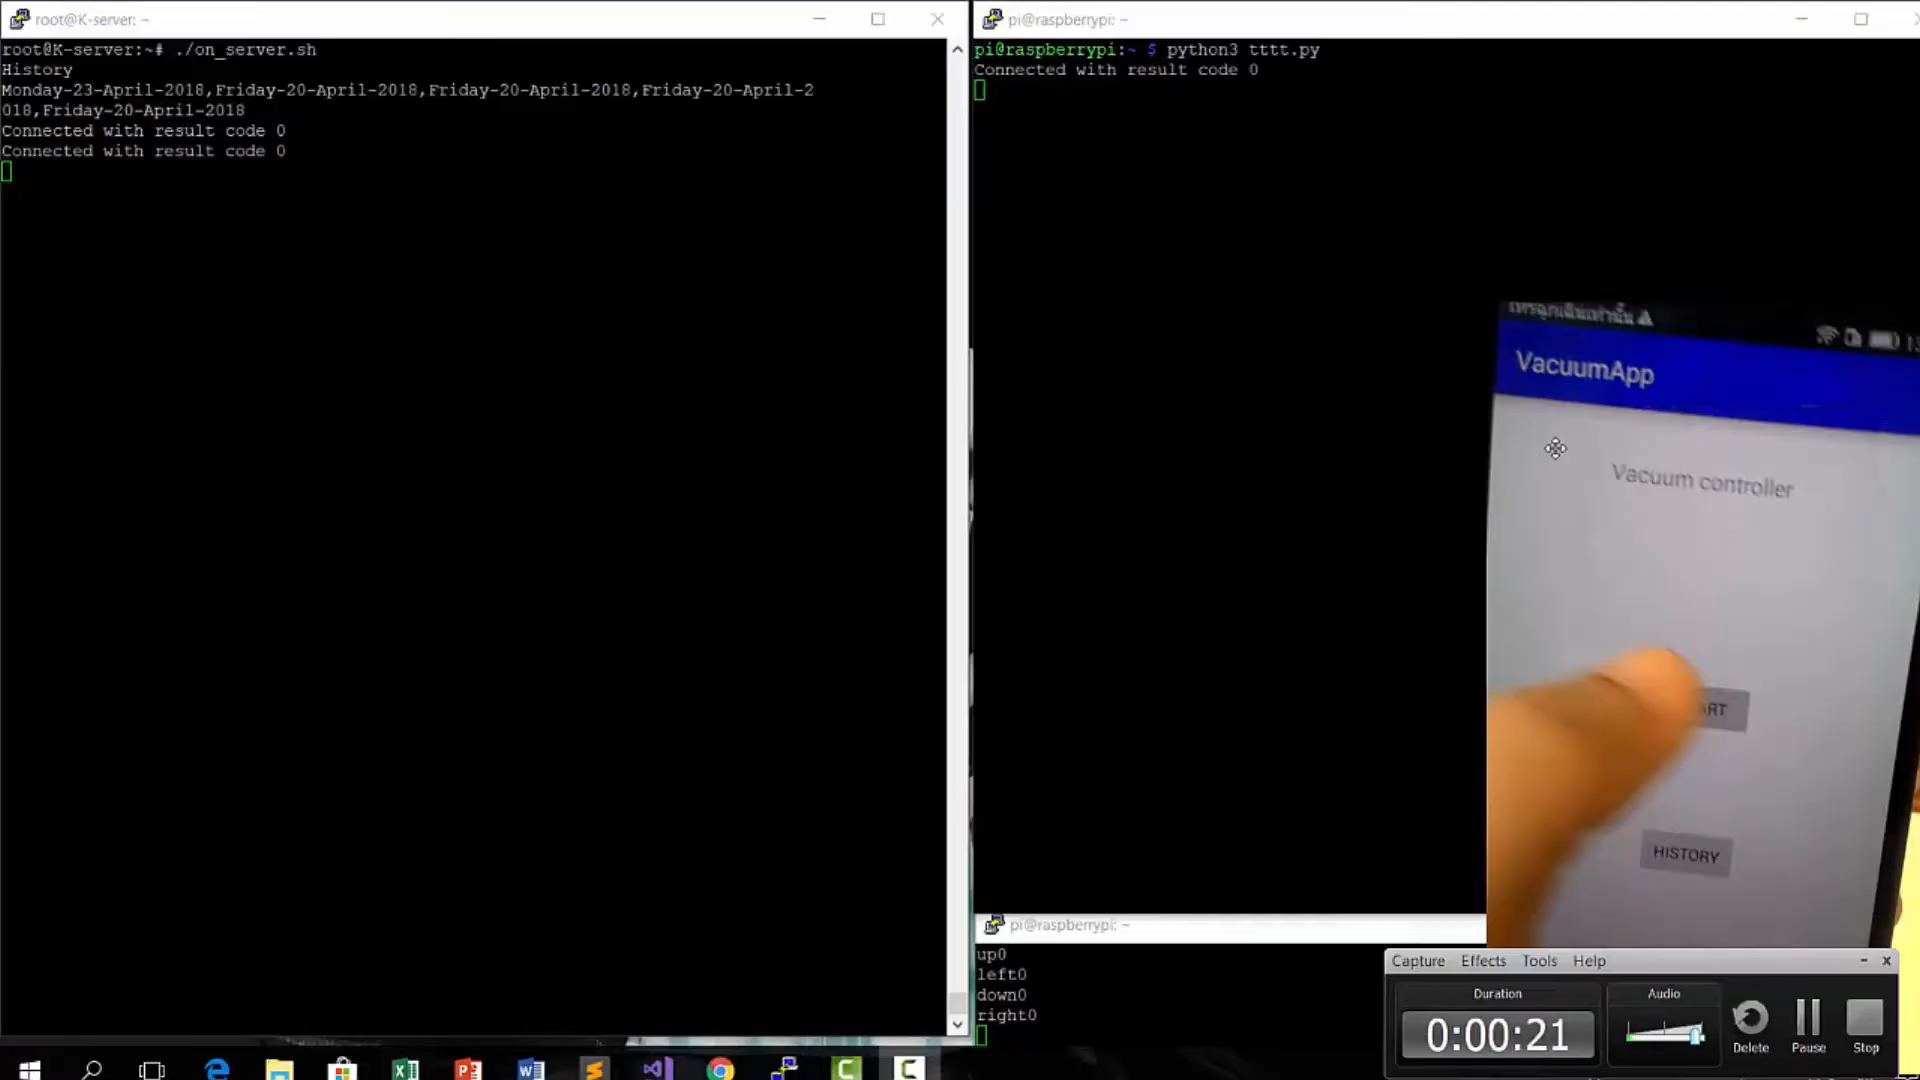 root@K-server: ~
root@K-server:~# ./on_server.sh
History
Monday-23-April-2018,Friday-20-April-2018,Friday-20-April-2018,Friday-20-April-2
018,Friday-20-April-2018
Connected with result code 0
Connected with result code 0
pi@raspberrypi: ~
pi@raspberrypi:~ $ python3 tttt.py
Connected with result code 0
VacuumApp
Vacuum controller
ART
HISTORY
pi@raspberrypi: ~
up0
left0
down0
right0
Capture Effects Tools Help
Duration
0:00:21
Audio
Delete
Pause
Stop